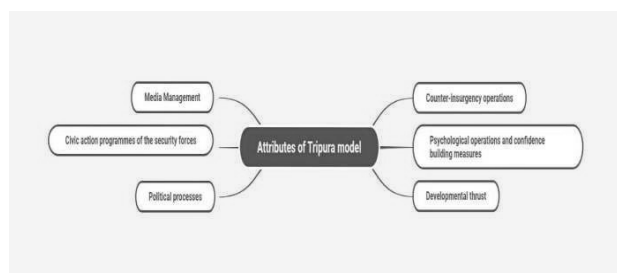 Media Management
Civic action programmes of the security forces
Political processes
Attributes of Tripura model
Counter-insurgency operations
Psychological operations and confidence
building measures
Developmental thrust